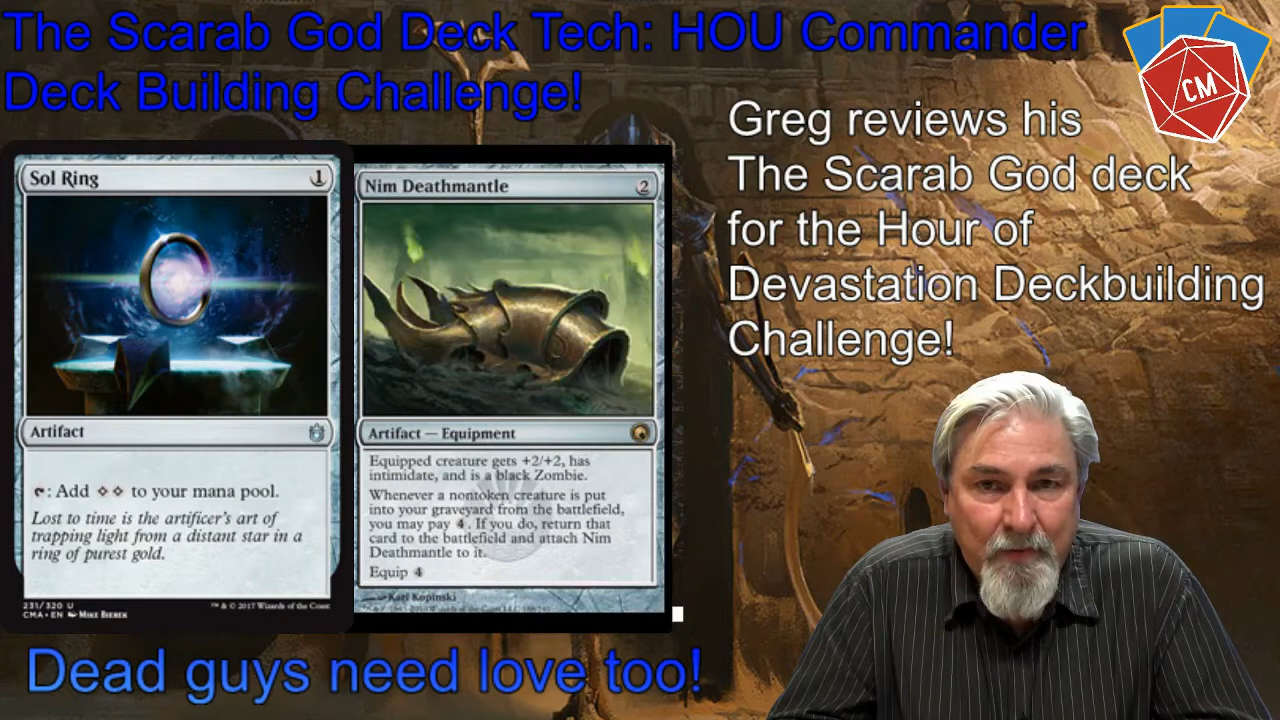 The Scarab God Deck Tech: HOU Commander
Deck Building Challenge!
CM
Greg reviews his
The Scarab God deck
for the Hour of
Devastation Deckbuilding
Challenge!
Sol Ring 1
Artifact
: Add to your mana pool.
Lost to time is the artificer's art of
trapping light from a distant star in a
ring of purest gold.
231/320 U
CMA • EN Mike Bierek
™ & © 2017 Wizards of the Coast
Nim Deathmantle 2
Artifact — Equipment
Equipped creature gets +2/+2, has
intimidate, and is a black Zombie.
Whenever a nontoken creature is put
into your graveyard from the battlefield,
you may pay 4. If you do, return that
card to the battlefield and attach Nim
Deathmantle to it.
Equip 4
Karl Kopinski
Dead guys need love too!